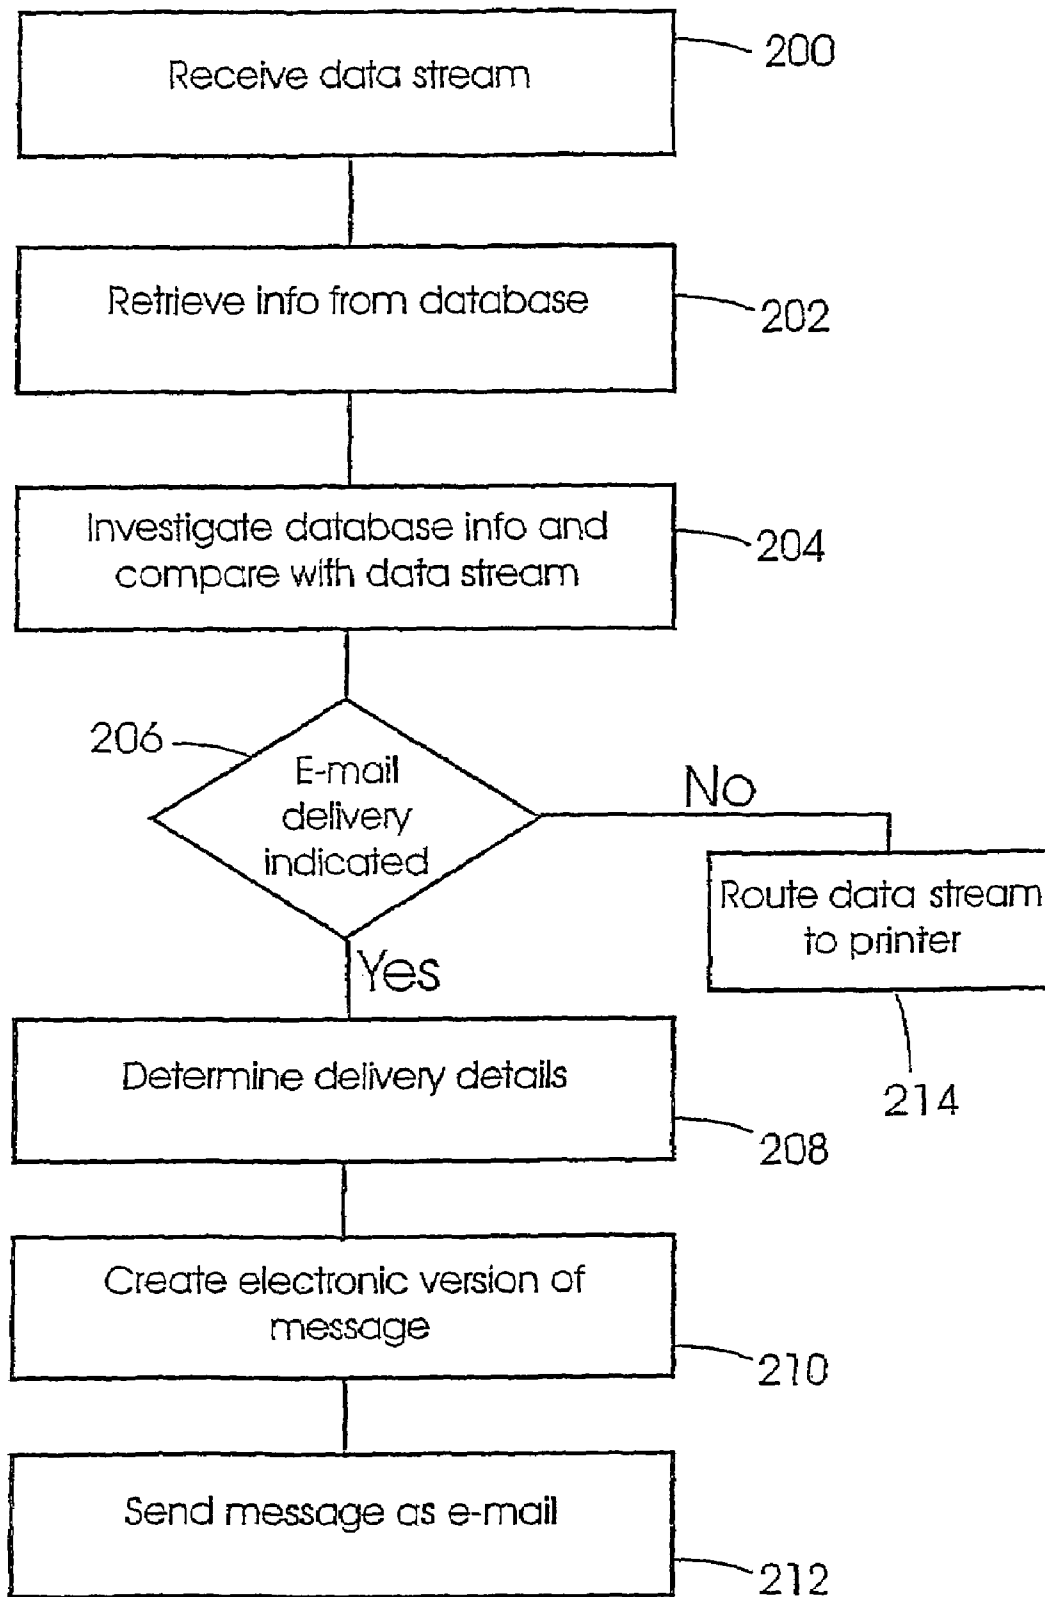 Receive data stream
200
Retrieve info from database
202
Investigate database info and
compare with data stream
204
206
E-mail
delivery
indicated
No
Route data stream
to printer
214
Yes
Determine delivery details
208
Create electronic version of
message
210
Send message as e-mail
212